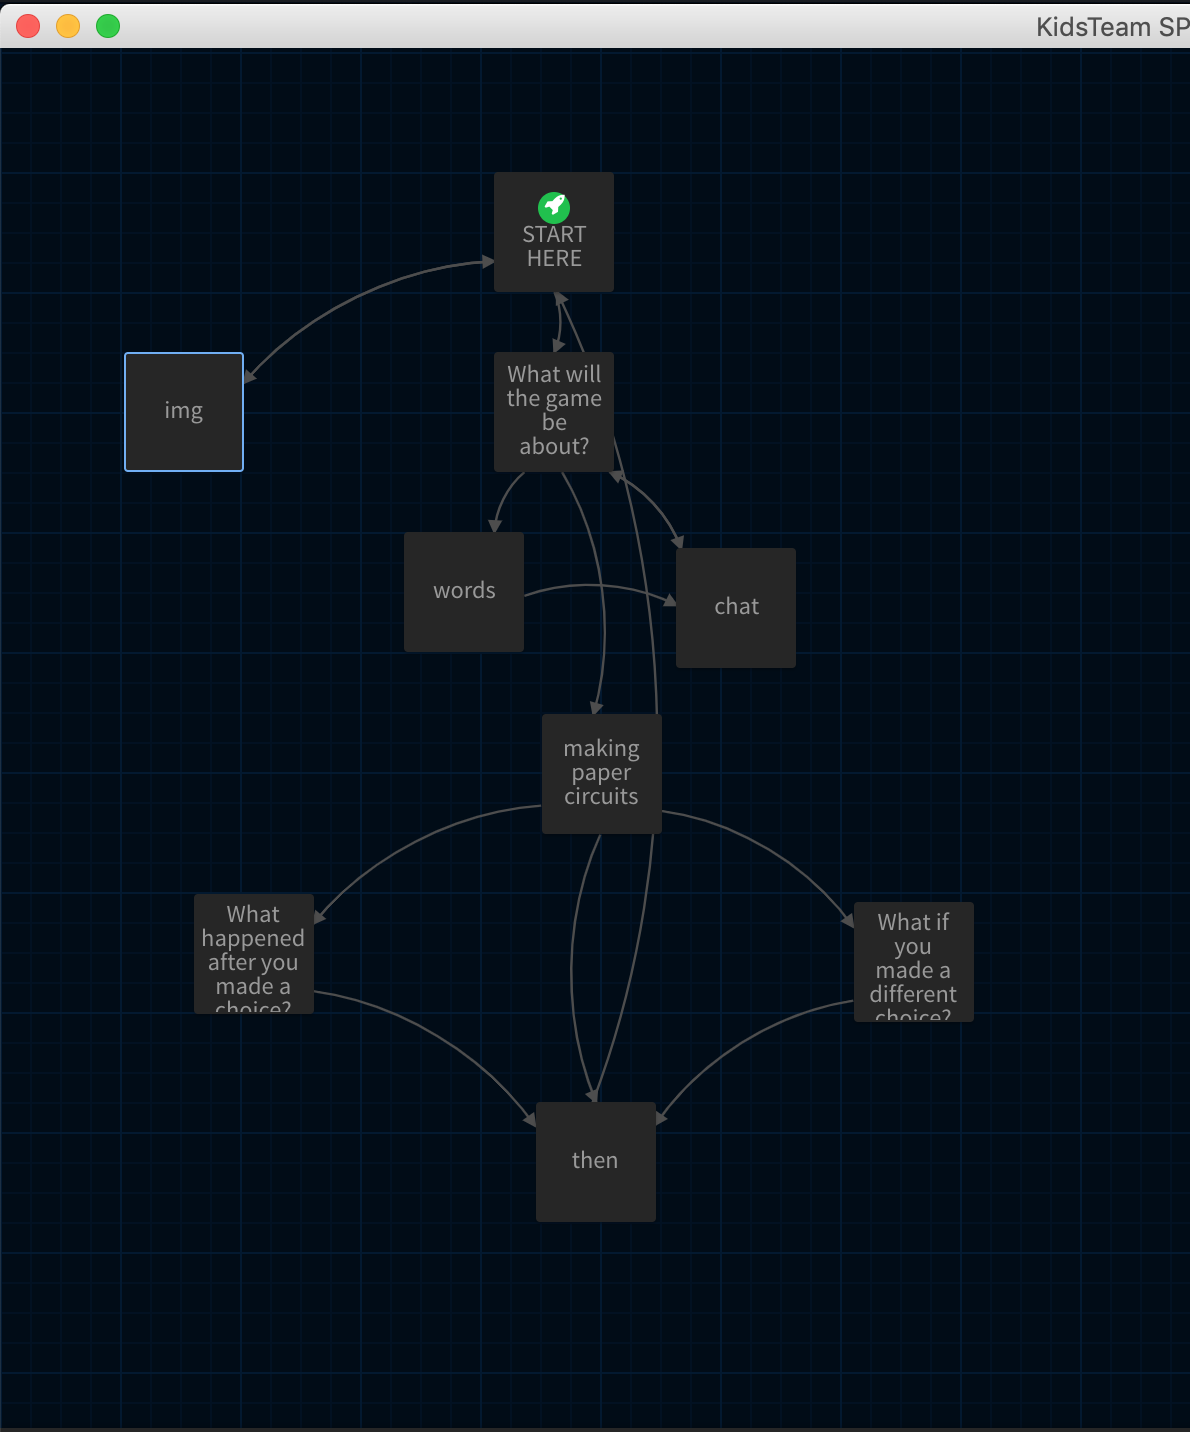 KidsTeam SP
START
HERE
What will
the game
be
about?
img
words
chat
making
paper
circuits
What
happened
after you
made a
choice?
What if
you
made a
different
choice?
then